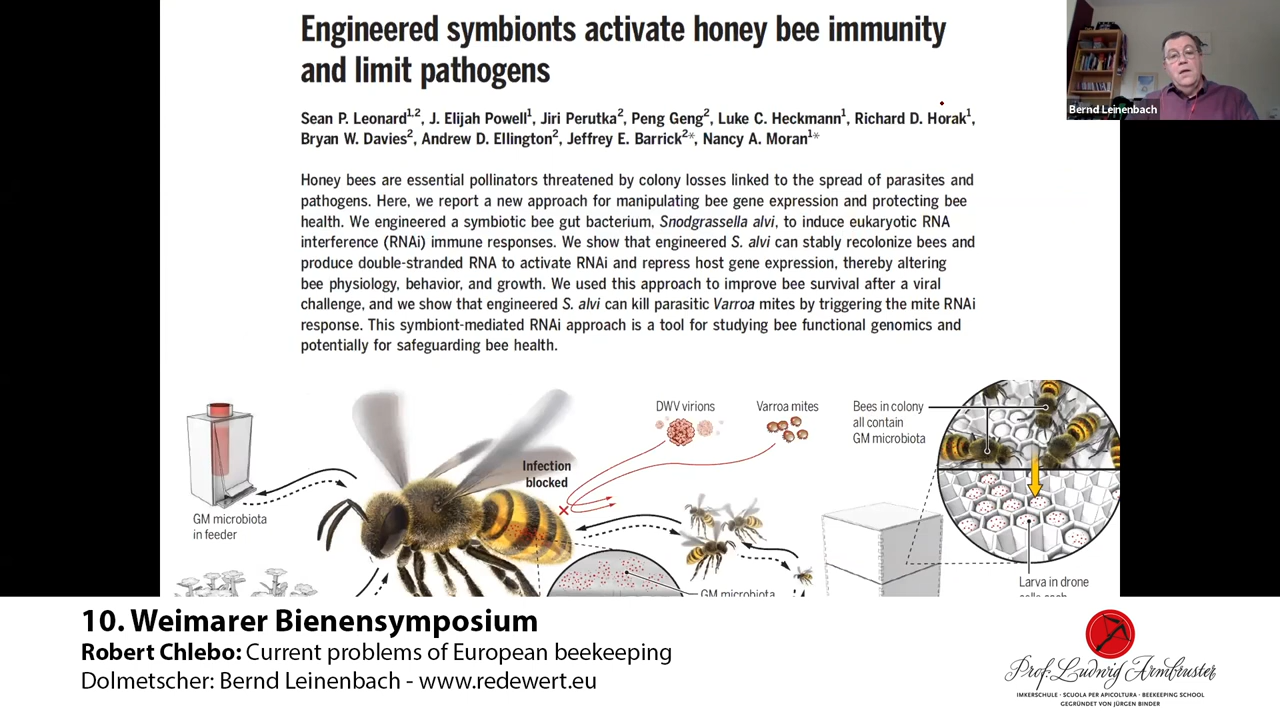 Engineered symbionts activate honey bee immunity
and limit pathogens
Sean P. Leonard1,2, J. Elijah Powell1, Jiri Perutka2, Peng Geng2, Luke C. Heckmann1, Richard D. Horak1,
Bryan W. Davies2, Andrew D. Ellington2, Jeffrey E. Barrick2*, Nancy A. Moran1*
Honey bees are essential pollinators threatened by colony losses linked to the spread of parasites and
pathogens. Here, we report a new approach for manipulating bee gene expression and protecting bee
health. We engineered a symbiotic bee gut bacterium, Snodgrassella alvi, to induce eukaryotic RNA
interference (RNAi) immune responses. We show that engineered S. alvi can stably recolonize bees and
produce double-stranded RNA to activate RNAi and repress host gene expression, thereby altering
bee physiology, behavior, and growth. We used this approach to improve bee survival after a viral
challenge, and we show that engineered S. alvi can kill parasitic Varroa mites by triggering the mite RNAi
response. This symbiont-mediated RNAi approach is a tool for studying bee functional genomics and
potentially for safeguarding bee health.
Bernd Leinenbach
DWV virions
Varroa mites
Bees in colony
all contain
GM microbiota
Infection
blocked
GM microbiota
in feeder
GM microbiota
Larva in drone
cells each
10. Weimarer Bienensymposium
Robert Chlebo: Current problems of European beekeeping
Dolmetscher: Bernd Leinenbach - www.redewert.eu
Prof. Ludwig Armbruster
IMKERSCHULE · SCUOLA PER APICOLTURA · BEEKEEPING SCHOOL
GEGRÜNDET VON JÜRGEN BINDER